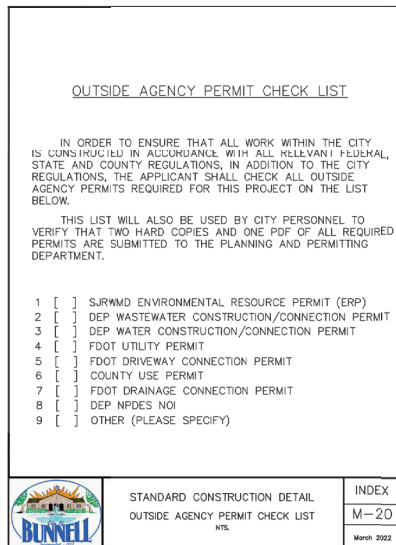 OUTSIDE AGENCY PERMIT CHECK LIST
IN ORDER TO ENSURE THAT ALL WORK WITHIN THE CITY
IS CONSTRUCTED IN ACCORDANCE WITH ALL RELEVANT FEDERAL,
STATE AND COUNTY REGULATIONS, IN ADDITION TO THE CITY
REGULATIONS, THE APPLICANT SHALL CHECK ALL OUTSIDE
AGENCY PERMITS REQUIRED FOR THIS PROJECT ON THE LIST
BELOW.
THIS LIST WILL ALSO BE USED BY CITY PERSONNEL TO
VERIFY THAT TWO HARD COPIES AND ONE PDF OF ALL REQUIRED
PERMITS ARE SUBMITTED TO THE PLANNING AND PERMITTING
DEPARTMENT.
1 [ ] SJRWMD ENVIRONMENTAL RESOURCE PERMIT (ERP)
2 [ ] DEP WASTEWATER CONSTRUCTION/CONNECTION PERMIT
3 [ ] DEP WATER CONSTRUCTION/CONNECTION PERMIT
4 [ ] FDOT UTILITY PERMIT
5 [ ] FDOT DRIVEWAY CONNECTION PERMIT
6 [ ] COUNTY USE PERMIT
7 [ ] FDOT DRAINAGE CONNECTION PERMIT
8 [ ] DEP NPDES NOI
9 [ ] OTHER (PLEASE SPECIFY)
BUNNELL
STANDARD CONSTRUCTION DETAIL
OUTSIDE AGENCY PERMIT CHECK LIST
NTS.
INDEX
M-20
March 2022